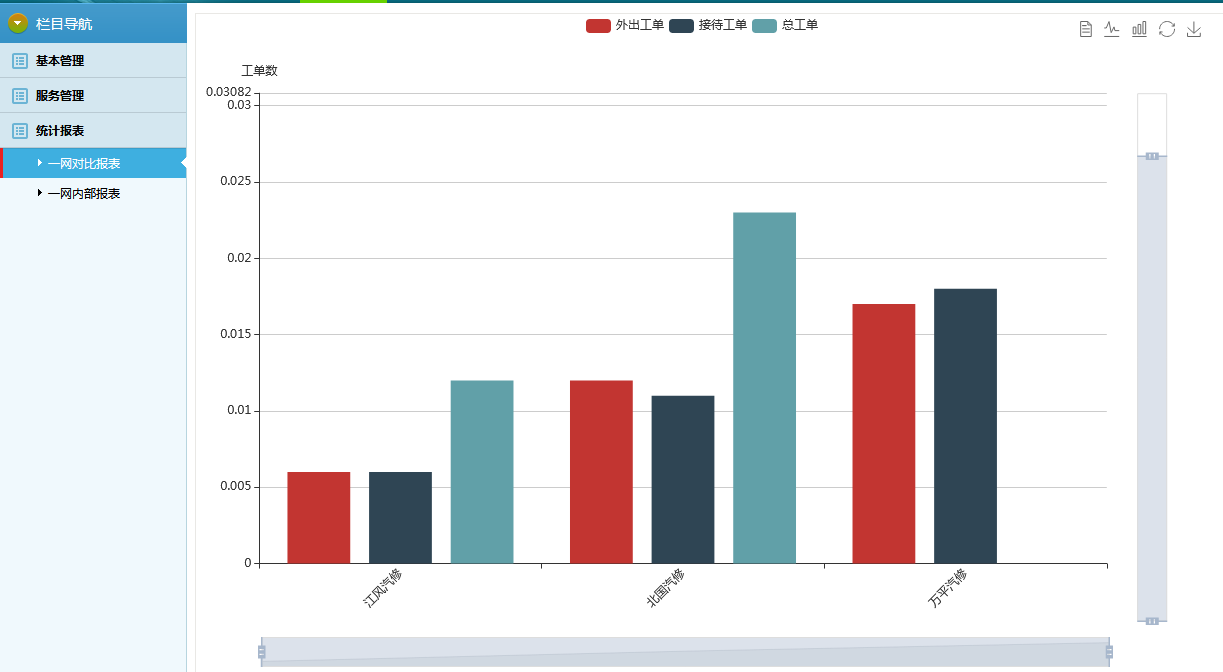 栏目导航
基本管理
服务管理
统计报表
一网对比报表
一网内部报表
外出工单 接待工单 总工单
工单数
0.03082
0.03
0.025
0.02
0.015
0.01
0.005
0
江风汽修 北国汽修 万平汽修